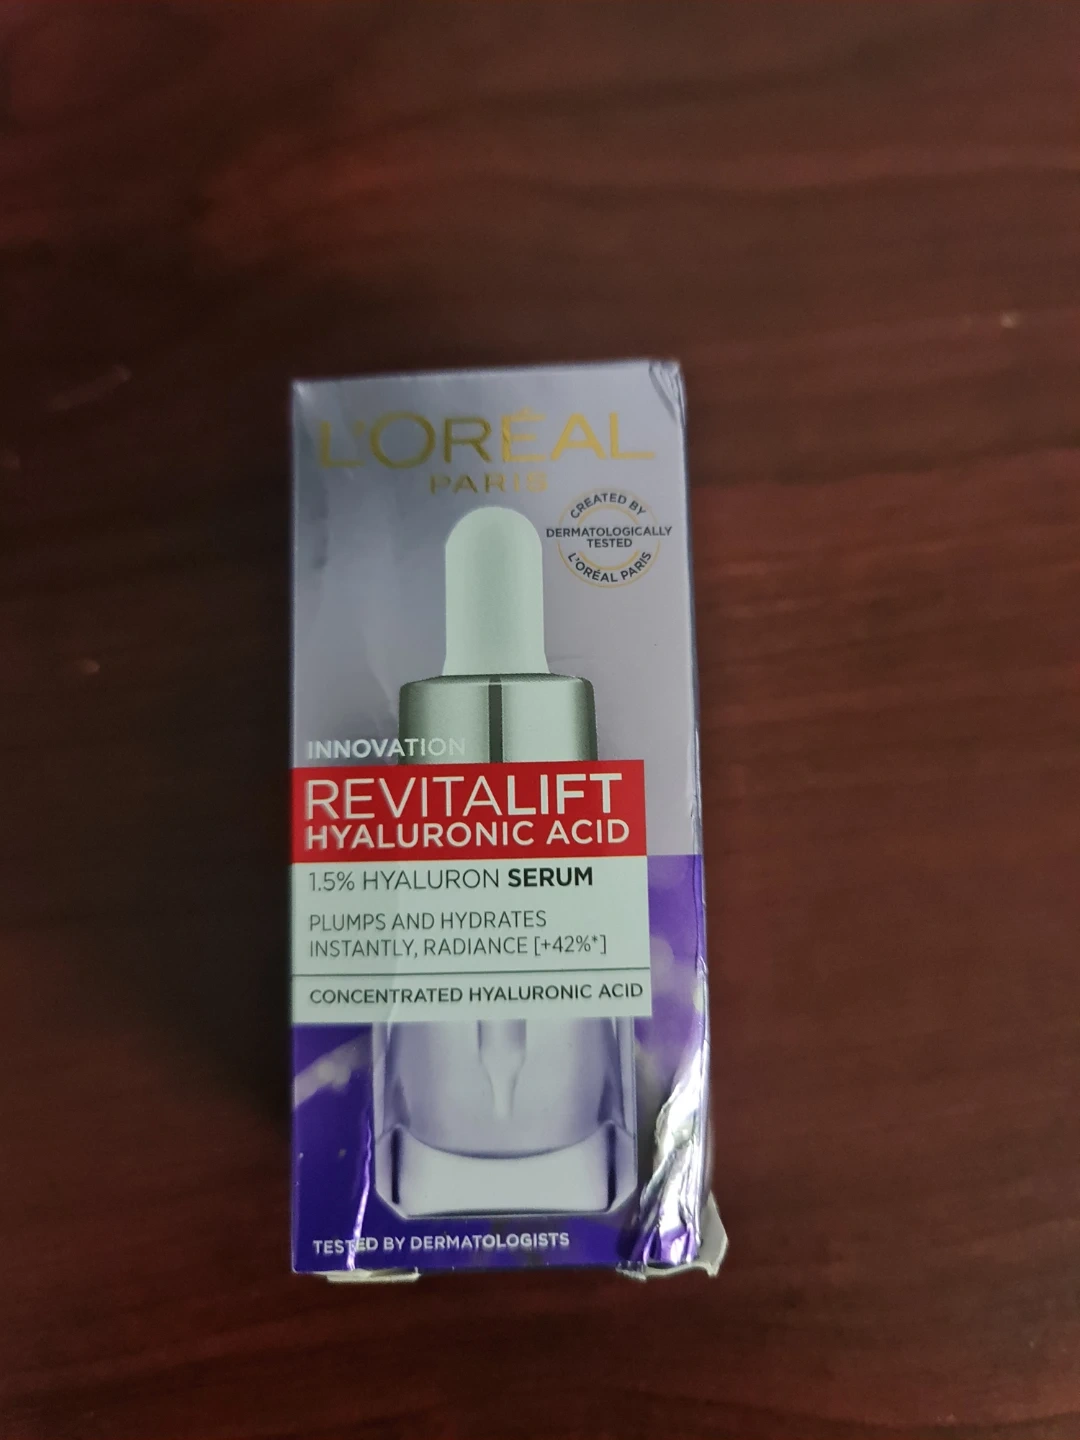 L'ORÉAL
PARIS
CREATED BY
DERMATOLOGICALLY
TESTED
L'ORÉAL PARIS
INNOVATION
REVITALIFT
HYALURONIC ACID
1.5% HYALURON SERUM
PLUMPS AND HYDRATES
INSTANTLY, RADIANCE [+42%*]
CONCENTRATED HYALURONIC ACID
TESTED BY DERMATOLOGISTS